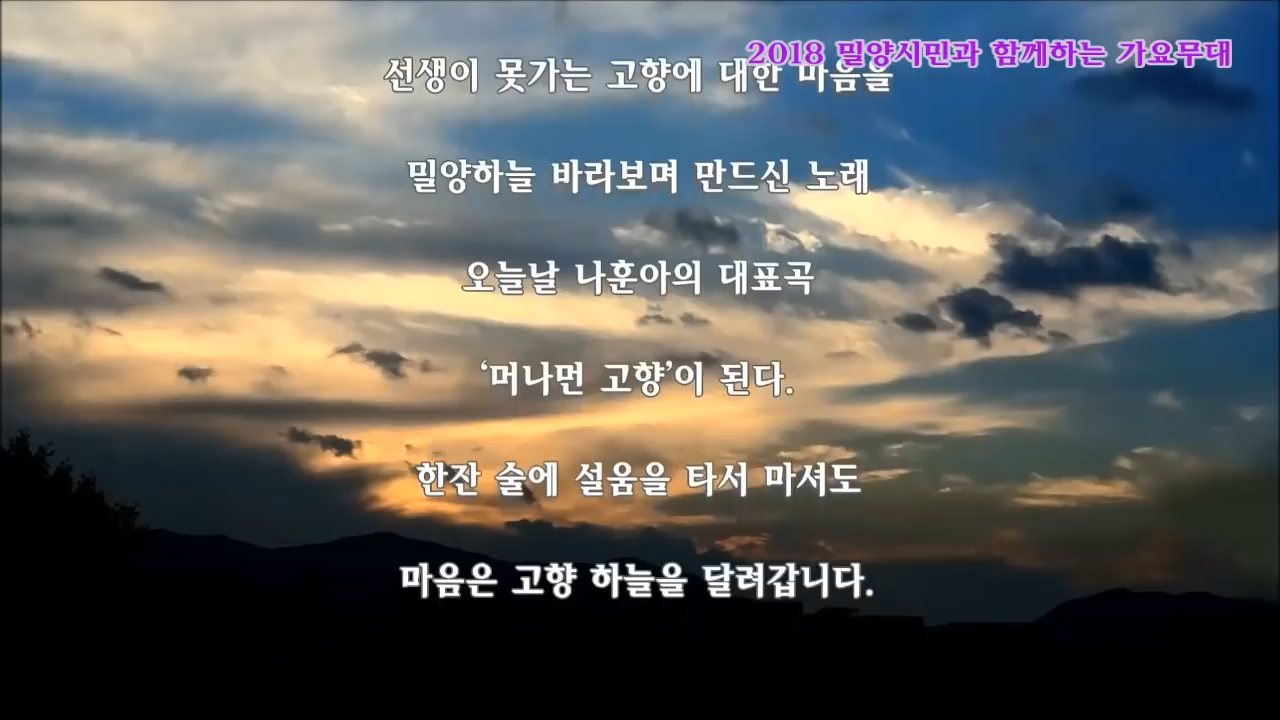 2018 밀양시민과 함께하는 가요무대
선생이 못가는 고향에 대한 마음을
밀양하늘 바라보며 만드신 노래
오늘날 나훈아의 대표곡
‘머나먼 고향’이 된다.
한잔 술에 설움을 타서 마셔도
마음은 고향 하늘을 달려갑니다.